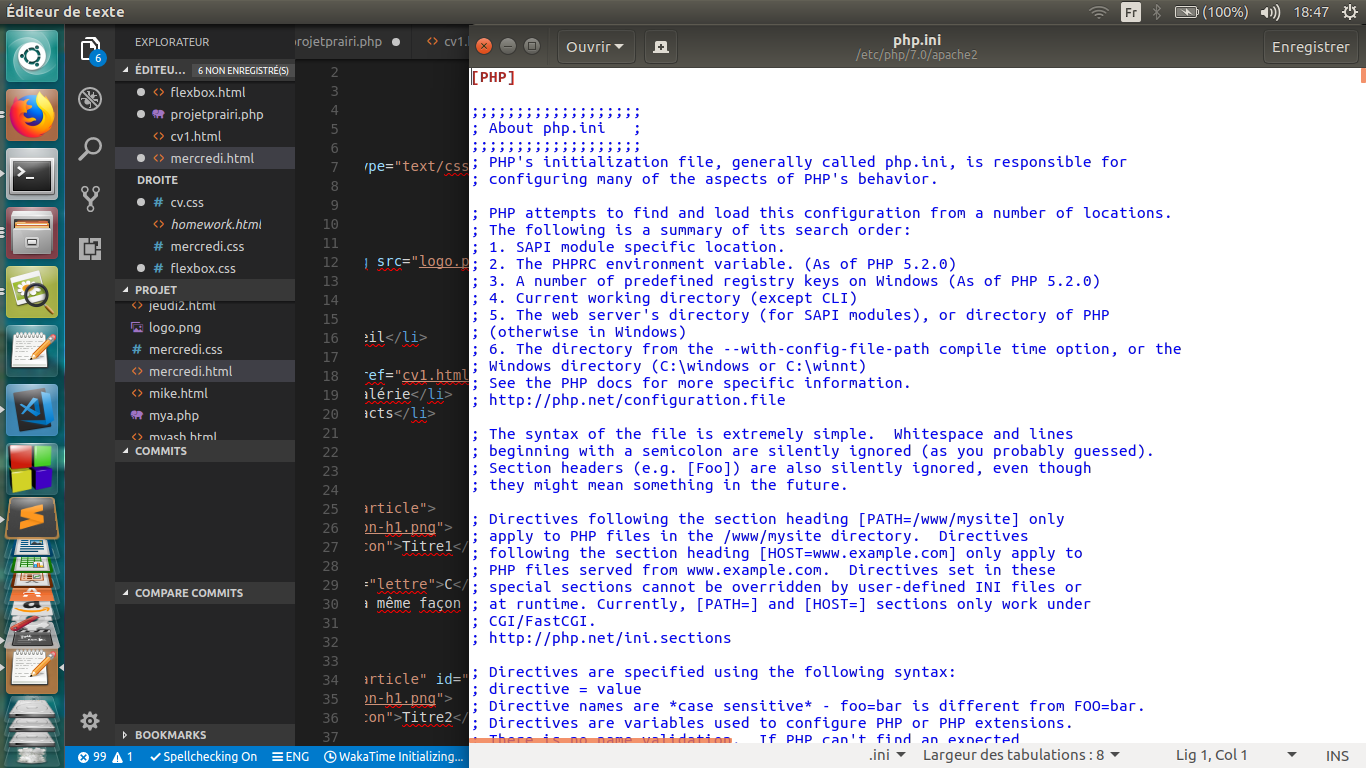 Éditeur de texte
Fr
(100%)
18:47
EXPLORATEUR
ÉDITEU... 6 NON ENREGISTRÉ(S)
flexbox.html
projetprairi.php
cv1.html
mercredi.html
DROITE
cv.css
homework.html
mercredi.css
flexbox.css
PROJET
jeudi2.html
logo.png
mercredi.css
mercredi.html
mike.html
mya.php
myash.html
COMMITS
COMPARE COMMITS
BOOKMARKS
6
99 1 Spellchecking On ENG WakaTime Initializing...
rojetprairi.php cv1.
2
3
4
5
6
7 ype="text/css
8
9
10
11
12 g src="logo.p
13
14
15
16 eil</li>
17
18 ref="cv1.html
19 alérie</li>
20 acts</li>
21
22
23
24
25 article">
26 on-h1.png">
27 con">Titre1</
28
29 ="lettre">C</
30 a même façon
31
32
33
34 article" id="
35 on-h1.png">
36 con">Titre2</
37
Ouvrir
php.ini
/etc/php/7.0/apache2
Enregistrer
[PHP]
;;;;;;;;;;;;;;;;;;;
; About php.ini   ;
;;;;;;;;;;;;;;;;;;;
; PHP's initialization file, generally called php.ini, is responsible for
; configuring many of the aspects of PHP's behavior.
; PHP attempts to find and load this configuration from a number of locations.
; The following is a summary of its search order:
; 1. SAPI module specific location.
; 2. The PHPRC environment variable. (As of PHP 5.2.0)
; 3. A number of predefined registry keys on Windows (As of PHP 5.2.0)
; 4. Current working directory (except CLI)
; 5. The web server's directory (for SAPI modules), or directory of PHP
; (otherwise in Windows)
; 6. The directory from the --with-config-file-path compile time option, or the
; Windows directory (C:\windows or C:\winnt)
; See the PHP docs for more specific information.
; http://php.net/configuration.file
; The syntax of the file is extremely simple.  Whitespace and lines
; beginning with a semicolon are silently ignored (as you probably guessed).
; Section headers (e.g. [Foo]) are also silently ignored, even though
; they might mean something in the future.
; Directives following the section heading [PATH=/www/mysite] only
; apply to PHP files in the /www/mysite directory.  Directives
; following the section heading [HOST=www.example.com] only apply to
; PHP files served from www.example.com.  Directives set in these
; special sections cannot be overridden by user-defined INI files or
; at runtime. Currently, [PATH=] and [HOST=] sections only work under
; CGI/FastCGI.
; http://php.net/ini.sections
; Directives are specified using the following syntax:
; directive = value
; Directive names are *case sensitive* - foo=bar is different from FOO=bar.
; Directives are variables used to configure PHP or PHP extensions.
; There is no name validation.  If PHP can't find an expected
.ini Largeur des tabulations : 8 Lig 1, Col 1 INS